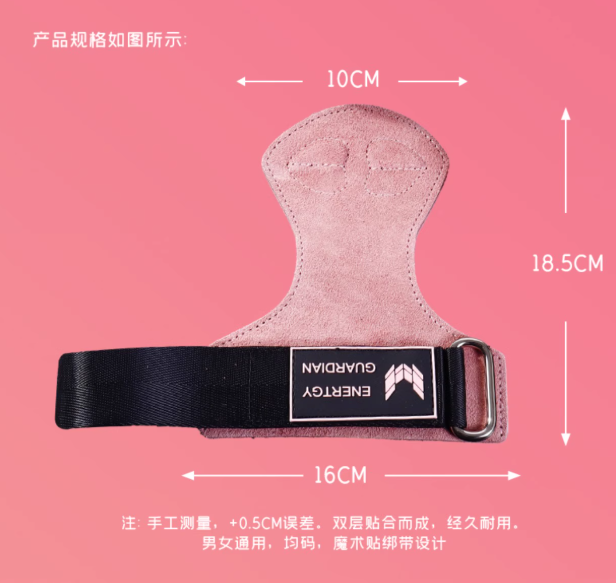 产品规格如图所示:
10CM
18.5CM
ENERTGY
GUARDIAN
16CM
注: 手工测量，+0.5CM误差。双层贴合而成，经久耐用。
男女通用，均码，魔术贴绑带设计